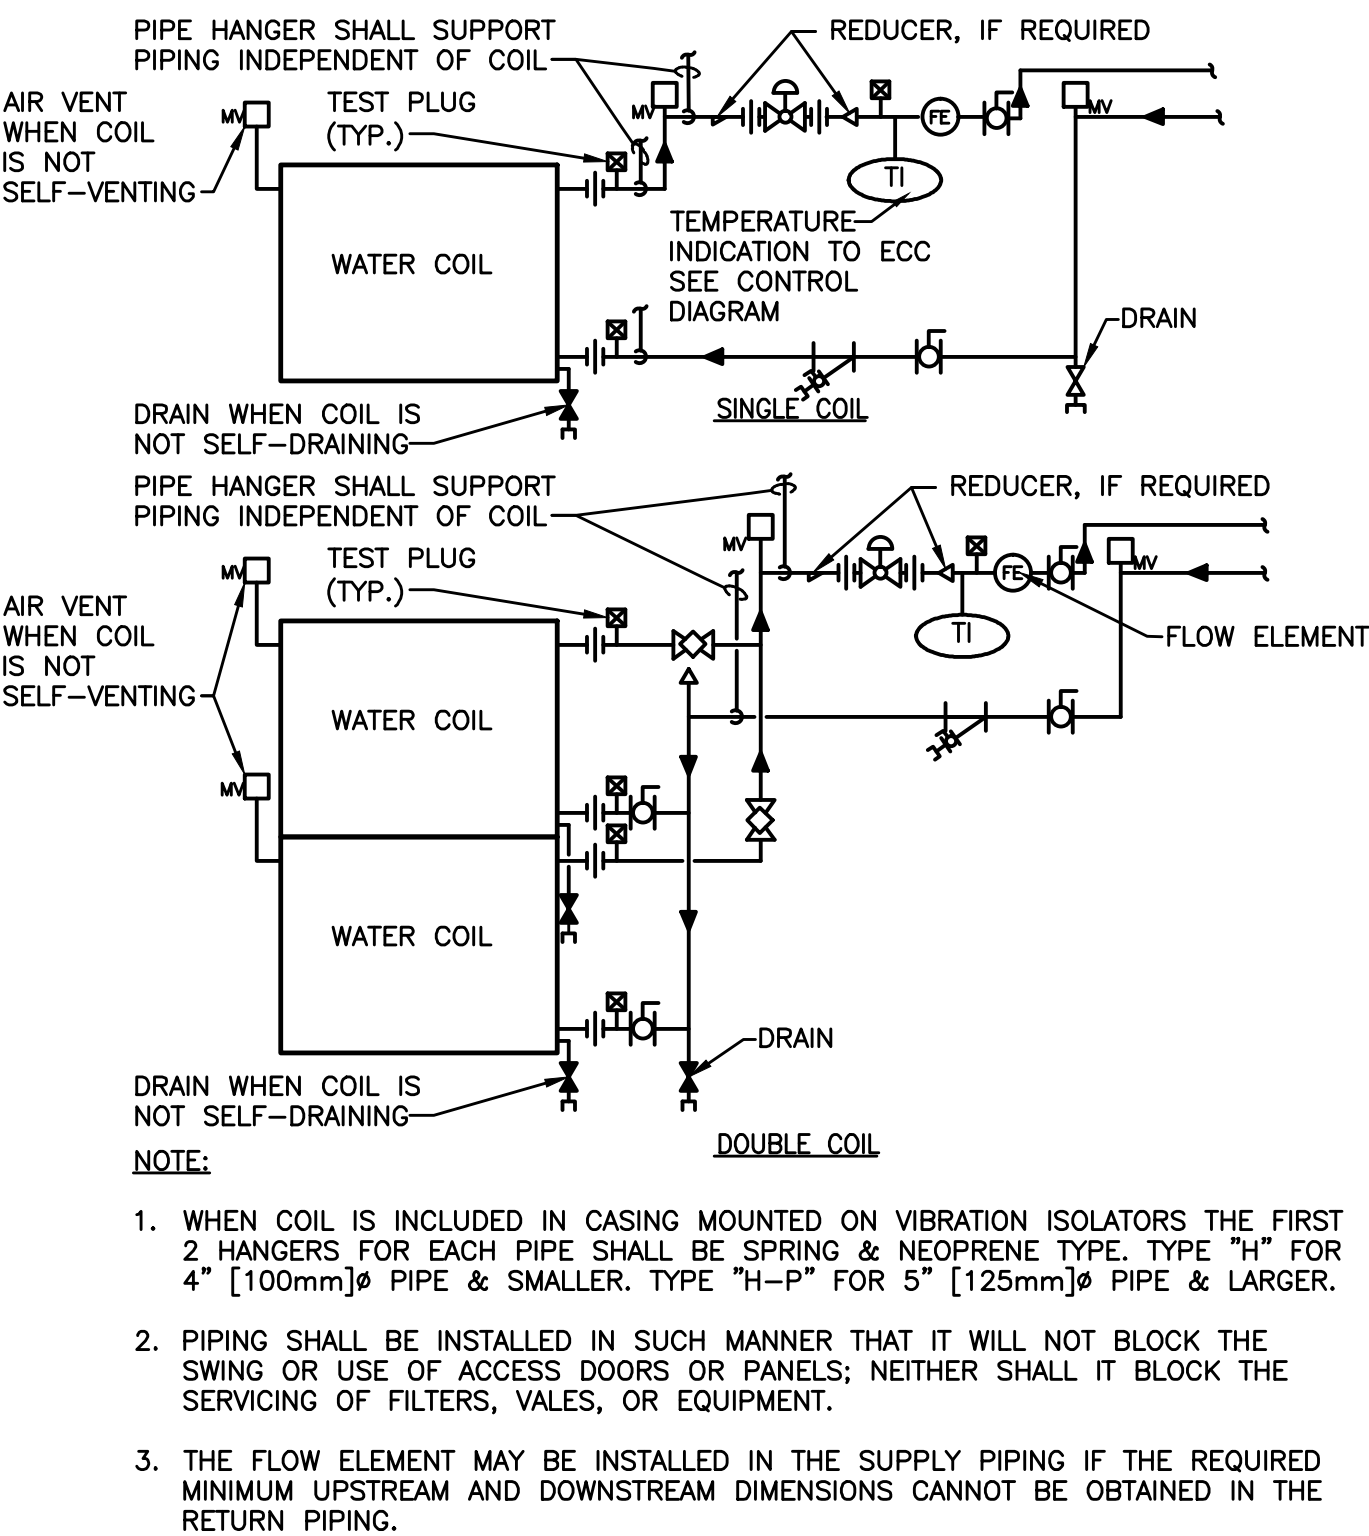 PIPE HANGER SHALL SUPPORT
PIPING INDEPENDENT OF COIL
REDUCER, IF REQUIRED
AIR VENT
WHEN COIL
IS NOT
SELF-VENTING
MV
TEST PLUG
(TYP.)
MV
FE
MV
TI
WATER COIL
TEMPERATURE
INDICATION TO ECC
SEE CONTROL
DIAGRAM
DRAIN
DRAIN WHEN COIL IS
NOT SELF-DRAINING
SINGLE COIL
PIPE HANGER SHALL SUPPORT
PIPING INDEPENDENT OF COIL
REDUCER, IF REQUIRED
MV
TEST PLUG
(TYP.)
MV
FE
MV
AIR VENT
WHEN COIL
IS NOT
SELF-VENTING
TI
FLOW ELEMENT
WATER COIL
MV
WATER COIL
DRAIN
DRAIN WHEN COIL IS
NOT SELF-DRAINING
DOUBLE COIL
NOTE:
1. WHEN COIL IS INCLUDED IN CASING MOUNTED ON VIBRATION ISOLATORS THE FIRST
2 HANGERS FOR EACH PIPE SHALL BE SPRING & NEOPRENE TYPE. TYPE "H" FOR
4" [100mm]ø PIPE & SMALLER. TYPE "H-P" FOR 5" [125mm]ø PIPE & LARGER.
2. PIPING SHALL BE INSTALLED IN SUCH MANNER THAT IT WILL NOT BLOCK THE
SWING OR USE OF ACCESS DOORS OR PANELS; NEITHER SHALL IT BLOCK THE
SERVICING OF FILTERS, VALES, OR EQUIPMENT.
3. THE FLOW ELEMENT MAY BE INSTALLED IN THE SUPPLY PIPING IF THE REQUIRED
MINIMUM UPSTREAM AND DOWNSTREAM DIMENSIONS CANNOT BE OBTAINED IN THE
RETURN PIPING.